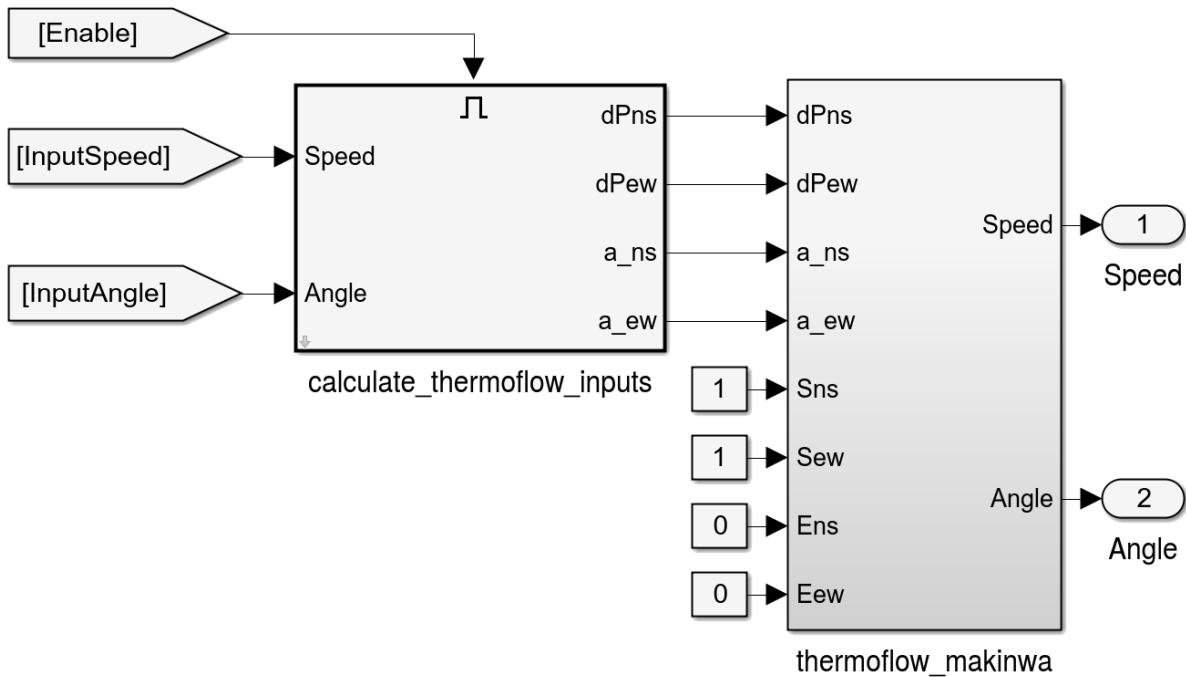 [Enable]
[InputSpeed]
[InputAngle]
Speed
Angle
dPns
dPew
a_ns
a_ew
calculate_thermoflow_inputs
1
1
0
0
dPns
dPew
a_ns
a_ew
Sns
Sew
Ens
Eew
Speed
Angle
thermoflow_makinwa
1
Speed
2
Angle